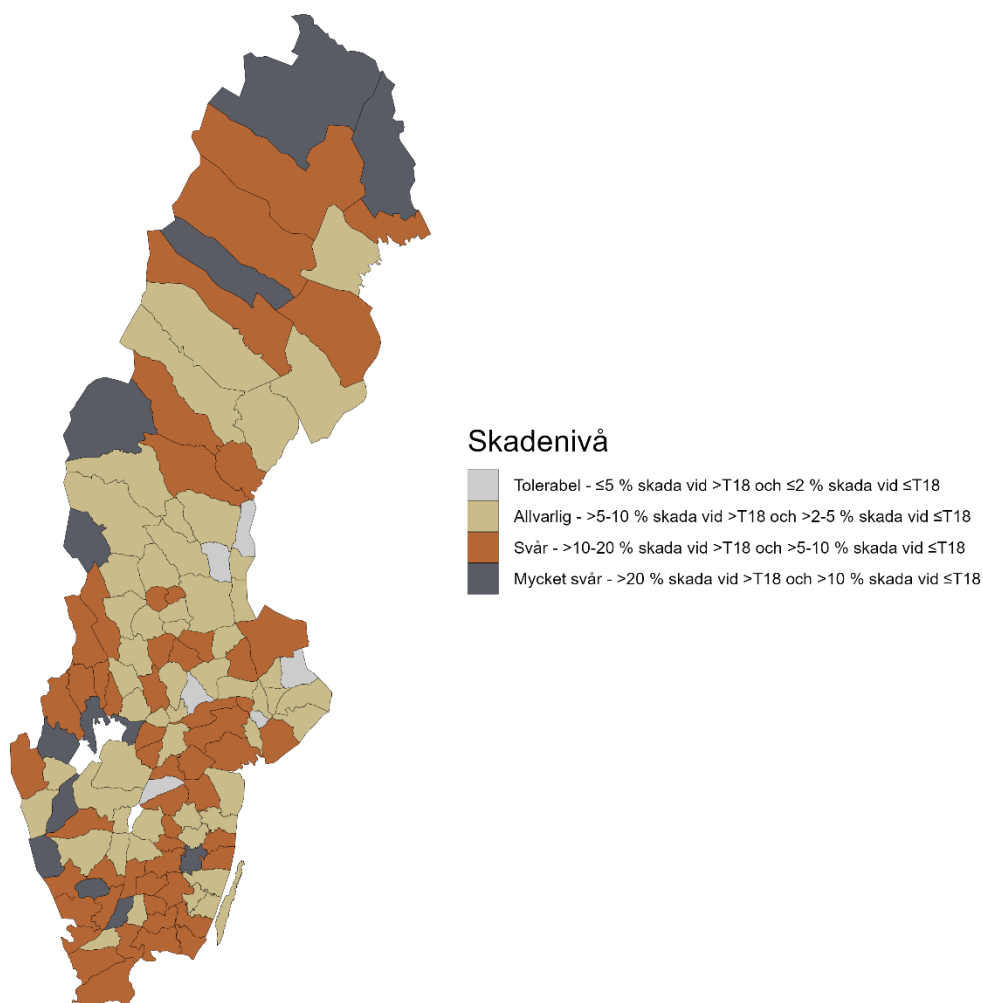 Skadenivå
Tolerabel - ≤5 % skada vid >T18 och ≤2 % skada vid ≤T18
Allvarlig - >5-10 % skada vid >T18 och >2-5 % skada vid ≤T18
Svår - >10-20 % skada vid >T18 och >5-10 % skada vid ≤T18
Mycket svår - >20 % skada vid >T18 och >10 % skada vid ≤T18